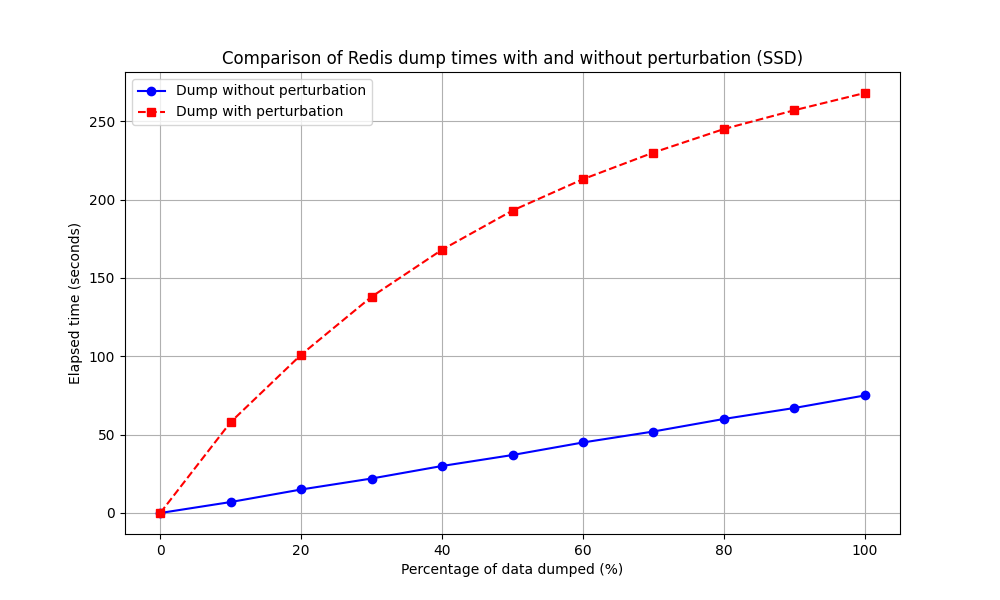 Comparison of Redis dump times with and without perturbation (SSD)
Dump without perturbation
Dump with perturbation
Elapsed time (seconds)
250
200
150
100
50
0
0 20 40 60 80 100
Percentage of data dumped (%)